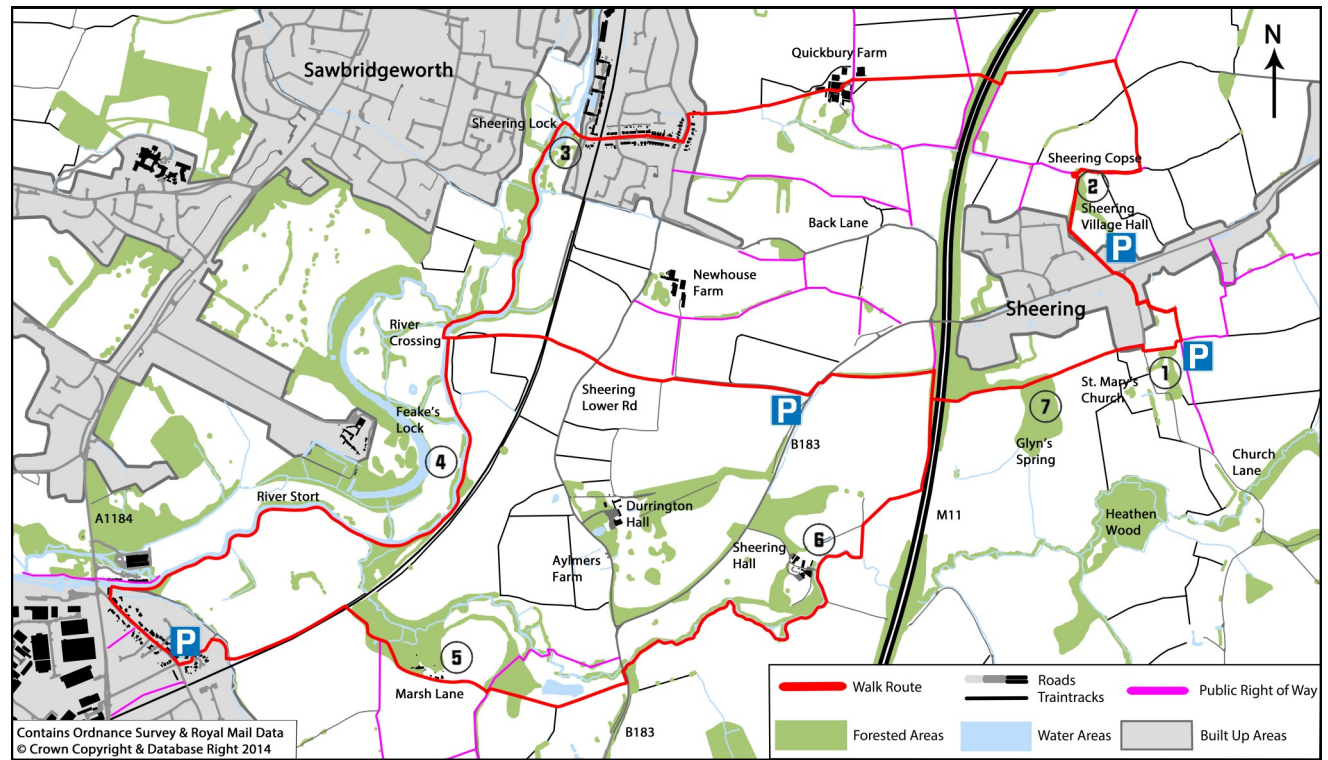 Quickbury Farm
N
Sawbridgeworth
Sheering Lock
3
Sheering Copse
2
Sheering
Village Hall
P
Back Lane
Newhouse
Farm
Sheering
River
Crossing
P
1
St. Mary's
Church
Sheering
Lower Rd
P
7
Feake's
Lock
B183
Glyn's
Spring
Church
Lane
4
River Stort
A1184
Durrington
Hall
M11
Heathen
Wood
6
Sheering
Hall
Aylmers
Farm
P
5
Marsh Lane
B183
Walk Route
Roads
Traintracks
Public Right of Way
Forested Areas
Water Areas
Built Up Areas
Contains Ordnance Survey & Royal Mail Data
© Crown Copyright & Database Right 2014